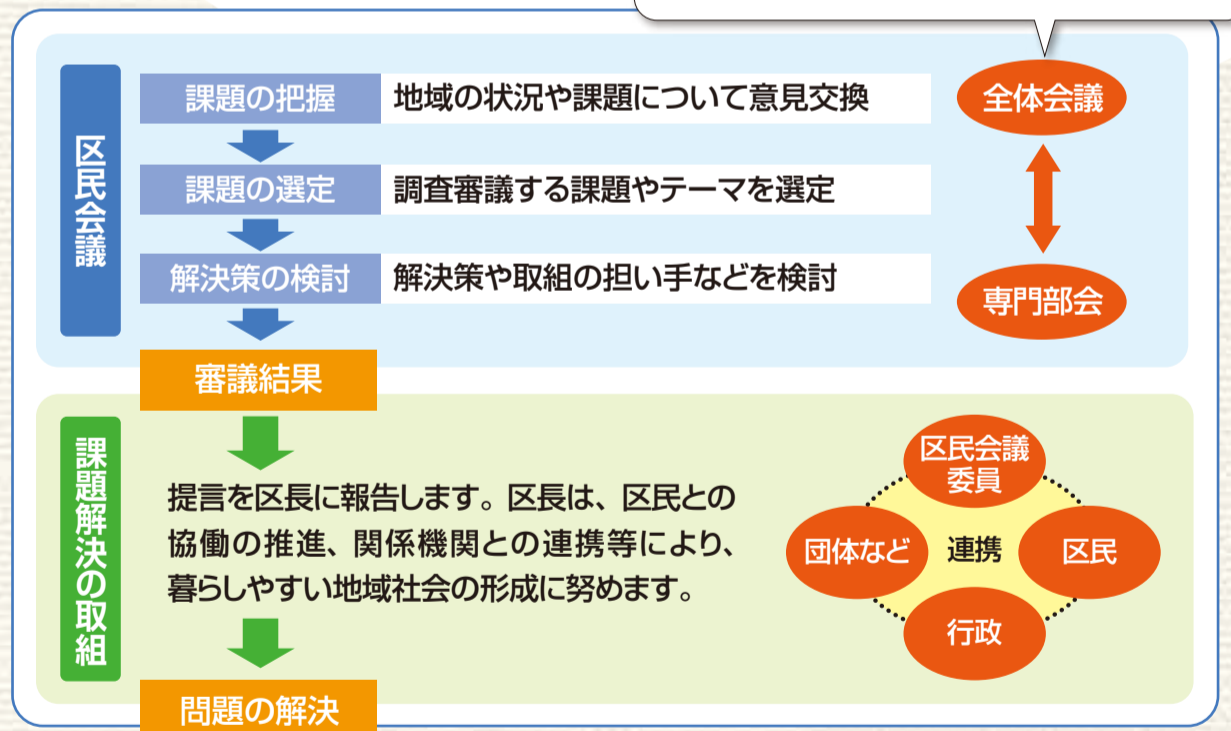 区民会議
課題の把握
地域の状況や課題について意見交換
課題の選定
調査審議する課題やテーマを選定
解決策の検討
解決策や取組の担い手などを検討
全体会議
専門部会
審議結果
課題解決の取組
提言を区長に報告します。区長は、区民との
協働の推進、関係機関との連携等により、
暮らしやすい地域社会の形成に努めます。
区民会議
委員
団体など
連携
区民
行政
問題の解決